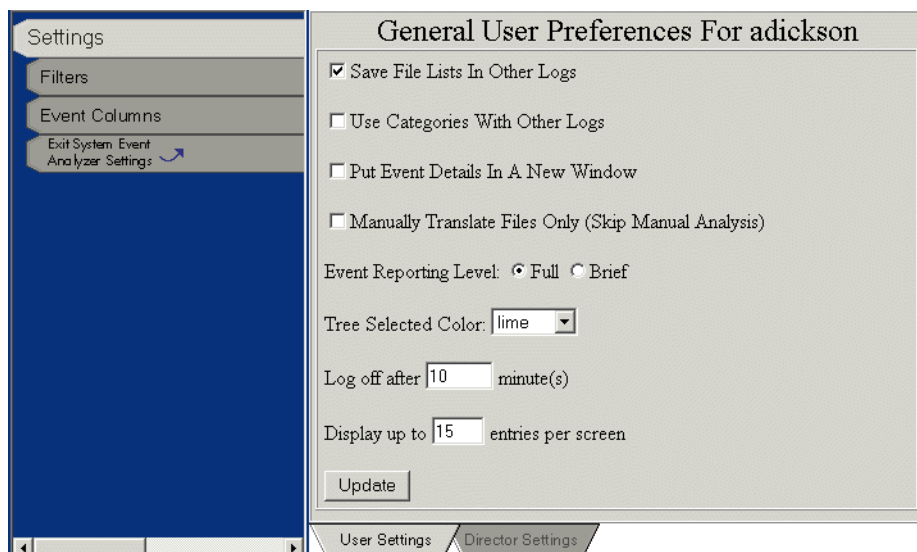 Settings
Filters
Event Columns
Exit System Event
Analyzer Settings
General User Preferences For adickson
Save File Lists In Other Logs
Use Categories With Other Logs
Put Event Details In A New Window
Manually Translate Files Only (Skip Manual Analysis)
Event Reporting Level: Full Brief
Tree Selected Color: lime
Log off after 10 minute(s)
Display up to 15 entries per screen
Update
User Settings Director Settings